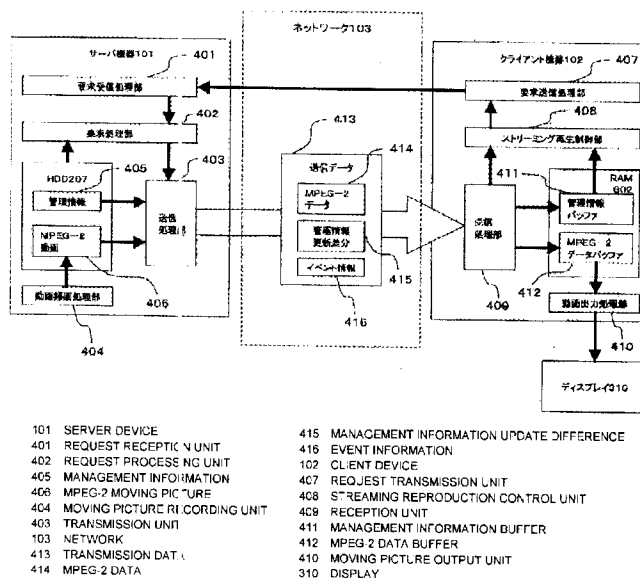 ネットワーク103
サーバ機器101
401
要求受信処理部
402
要求処理部
403
HDD207
405
管理情報
MPEG-2
動画
送信
処理部
406
動画録画処理部
404
413
送信データ
414
MPEG-2
データ
管理情報
更新差分
415
イベント情報
416
クライアント機器102
407
要求送信処理部
408
ストリーミング再生制御部
411
RAM
管理情報
バッファ
受信
処理部
MPEG-2
データバッファ
412
409
動画出力処理部
410
ディスプレイ310
101 SERVER DEVICE
401 REQUEST RECEPTION UNIT
402 REQUEST PROCESSING UNIT
405 MANAGEMENT INFORMATION
406 MPEG-2 MOVING PICTURE
404 MOVING PICTURE RECORDING UNIT
403 TRANSMISSION UNIT
103 NETWORK
413 TRANSMISSION DATA
414 MPEG-2 DATA
415 MANAGEMENT INFORMATION UPDATE DIFFERENCE
416 EVENT INFORMATION
102 CLIENT DEVICE
407 REQUEST TRANSMISSION UNIT
408 STREAMING REPRODUCTION CONTROL UNIT
409 RECEPTION UNIT
411 MANAGEMENT INFORMATION BUFFER
412 MPEG-2 DATA BUFFER
410 MOVING PICTURE OUTPUT UNIT
310 DISPLAY